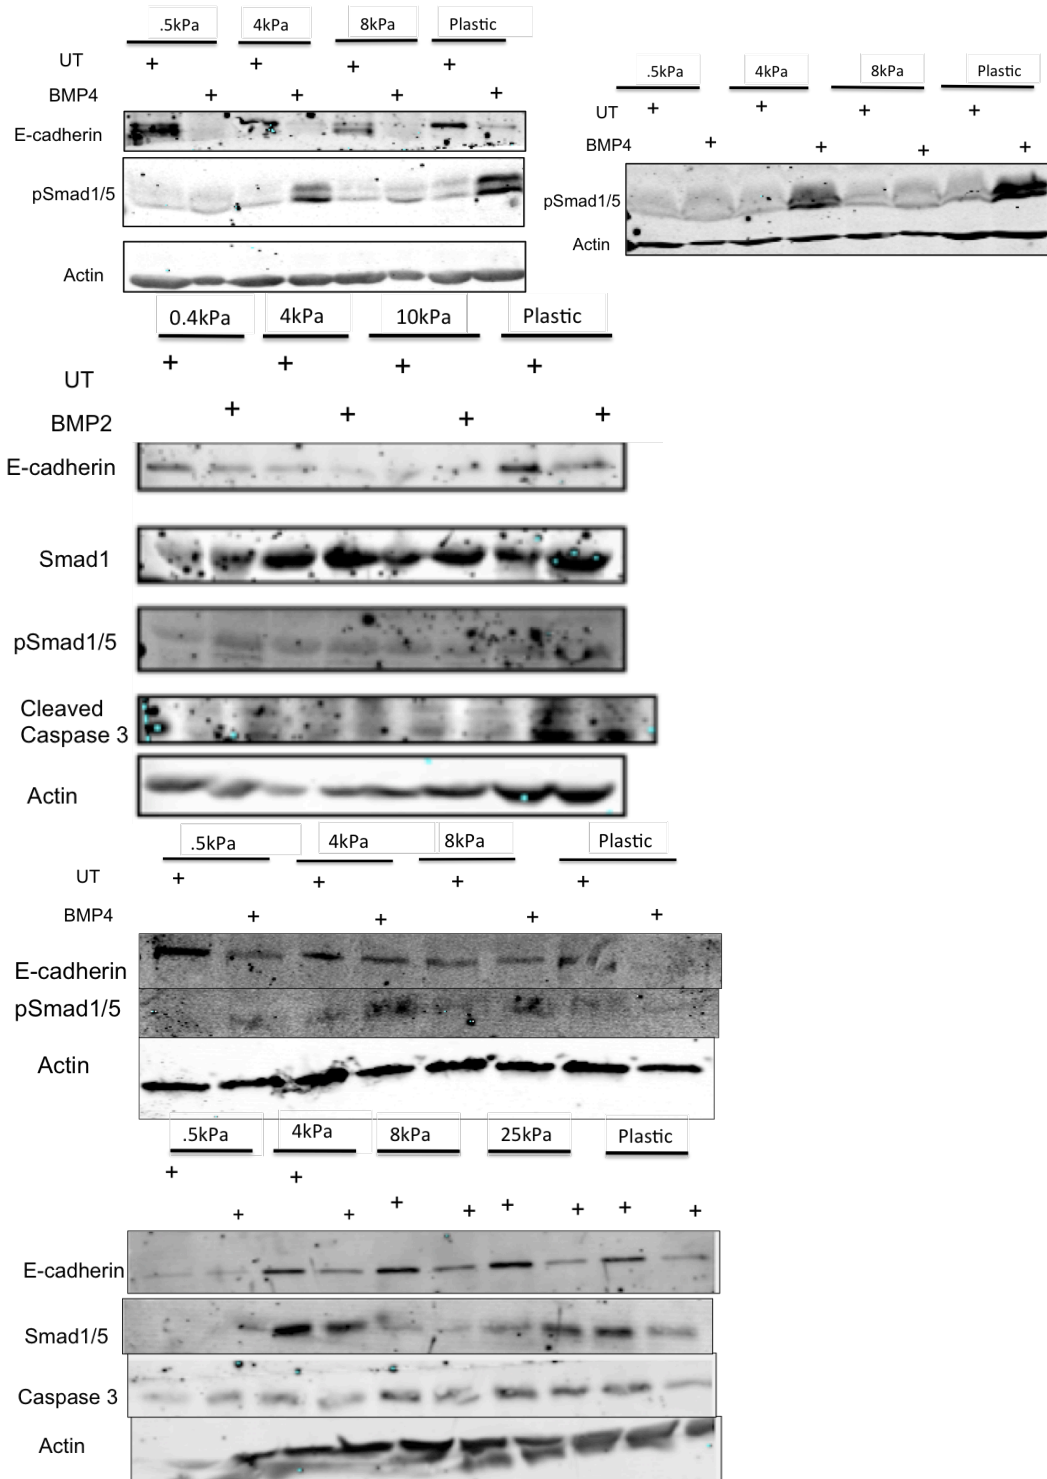 .5kPa 4kPa 8kPa Plastic
UT + + + +
BMP4 + + + +
E-cadherin
pSmad1/5
Actin
.5kPa 4kPa 8kPa Plastic
UT + + + +
BMP4 + + + +
pSmad1/5
Actin
0.4kPa 4kPa 10kPa Plastic
+ + + +
UT
+ + + +
BMP2
E-cadherin
Smad1
pSmad1/5
Cleaved
Caspase 3
Actin
.5kPa 4kPa 8kPa Plastic
UT + + + +
BMP4 + + + +
E-cadherin
pSmad1/5
Actin
.5kPa 4kPa 8kPa 25kPa Plastic
+ + + + +
+ + + + +
E-cadherin
Smad1/5
Caspase 3
Actin